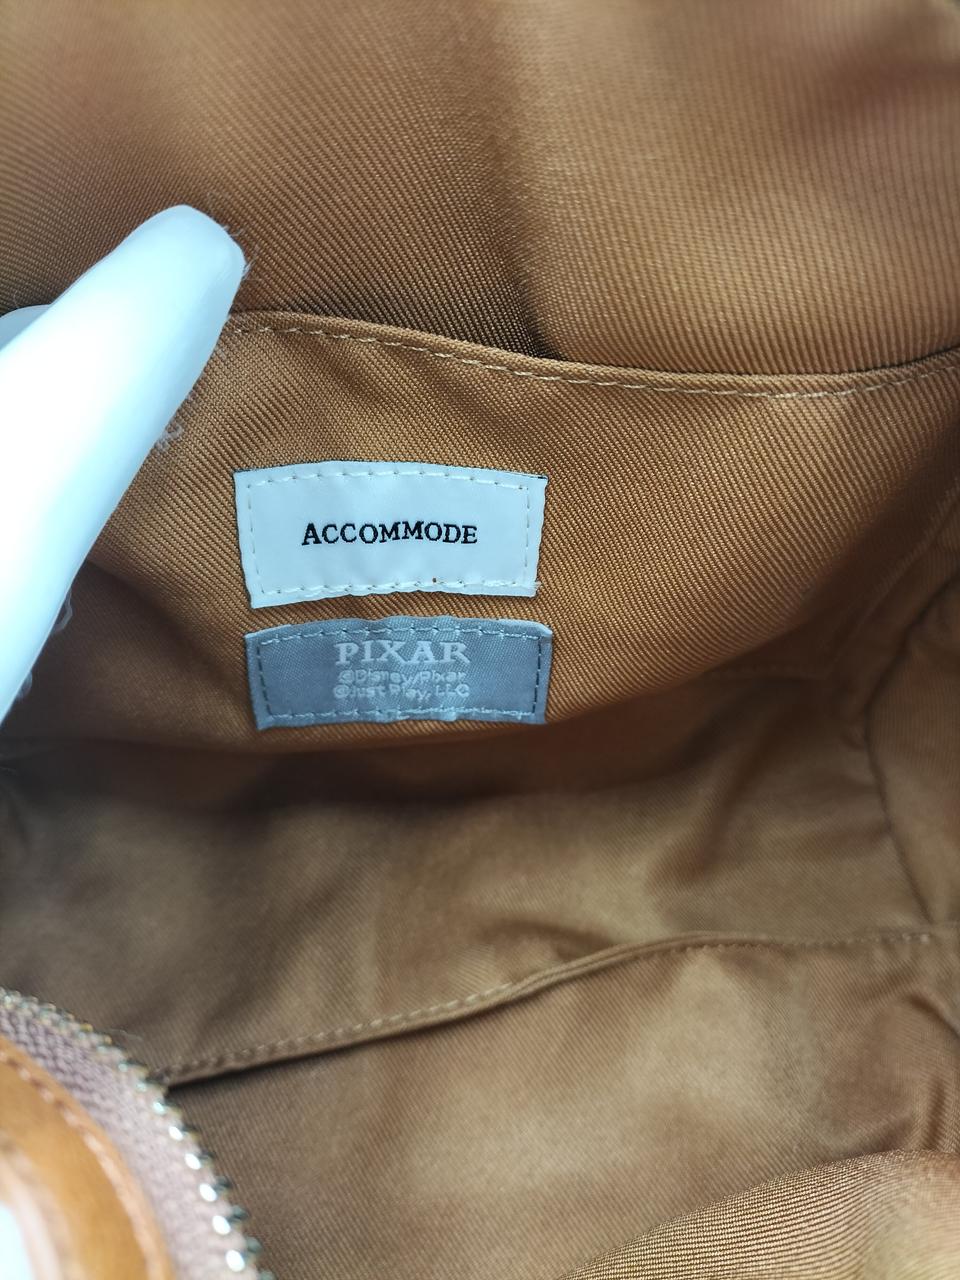 ACCOMMODE
PIXAR
©Disney/Pixar
©Just Play, LLC